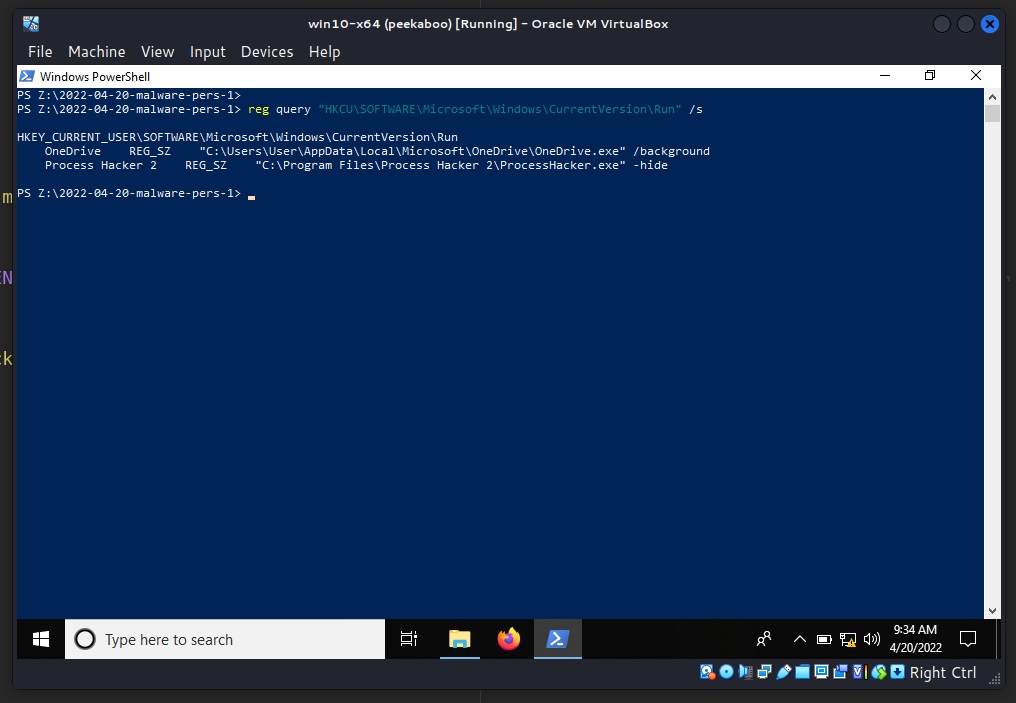 win10-x64 (peekaboo) [Running] - Oracle VM VirtualBox
File Machine View Input Devices Help
Windows PowerShell
PS Z:\2022-04-20-malware-pers-1>
PS Z:\2022-04-20-malware-pers-1> reg query "HKCU\SOFTWARE\Microsoft\Windows\CurrentVersion\Run" /s
HKEY_CURRENT_USER\SOFTWARE\Microsoft\Windows\CurrentVersion\Run
OneDrive REG_SZ "C:\Users\User\AppData\Local\Microsoft\OneDrive\OneDrive.exe" /background
Process Hacker 2 REG_SZ "C:\Program Files\Process Hacker 2\ProcessHacker.exe" -hide
PS Z:\2022-04-20-malware-pers-1>
m
EN
ck
Type here to search
9:34 AM
4/20/2022
Right Ctrl